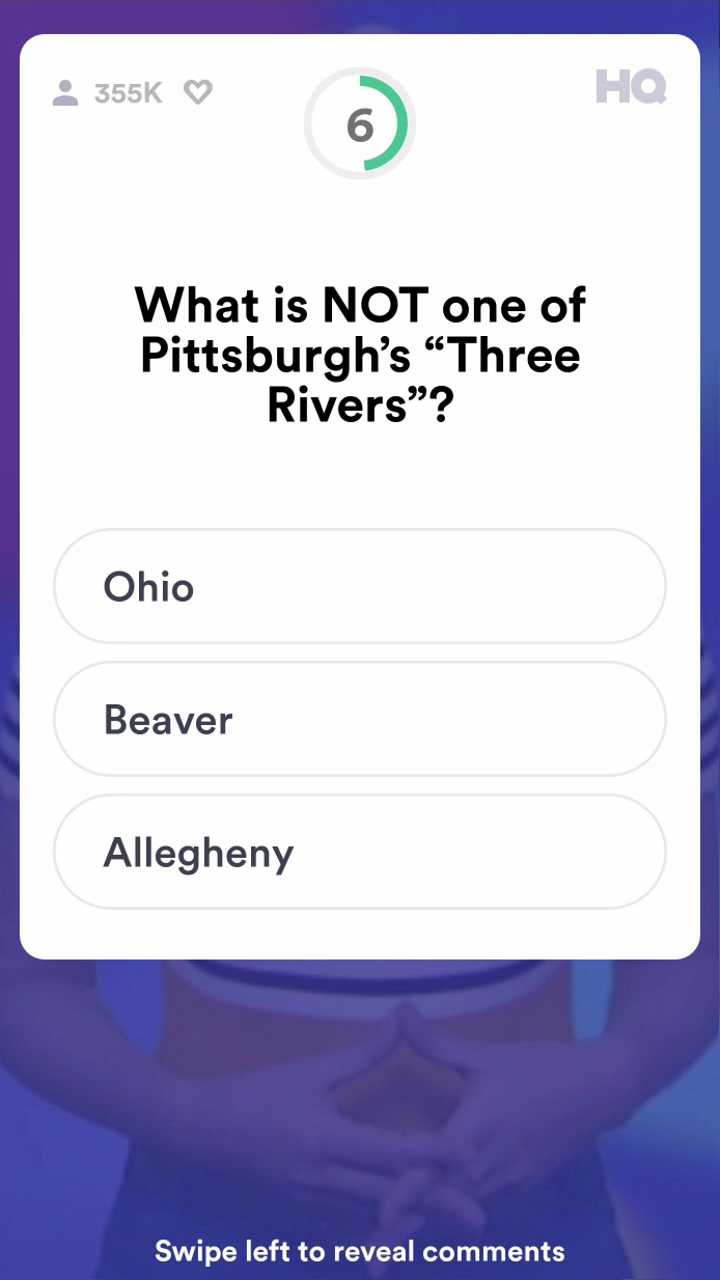 355K
6
HQ
What is NOT one of
Pittsburgh’s “Three
Rivers”?
Ohio
Beaver
Allegheny
Swipe left to reveal comments